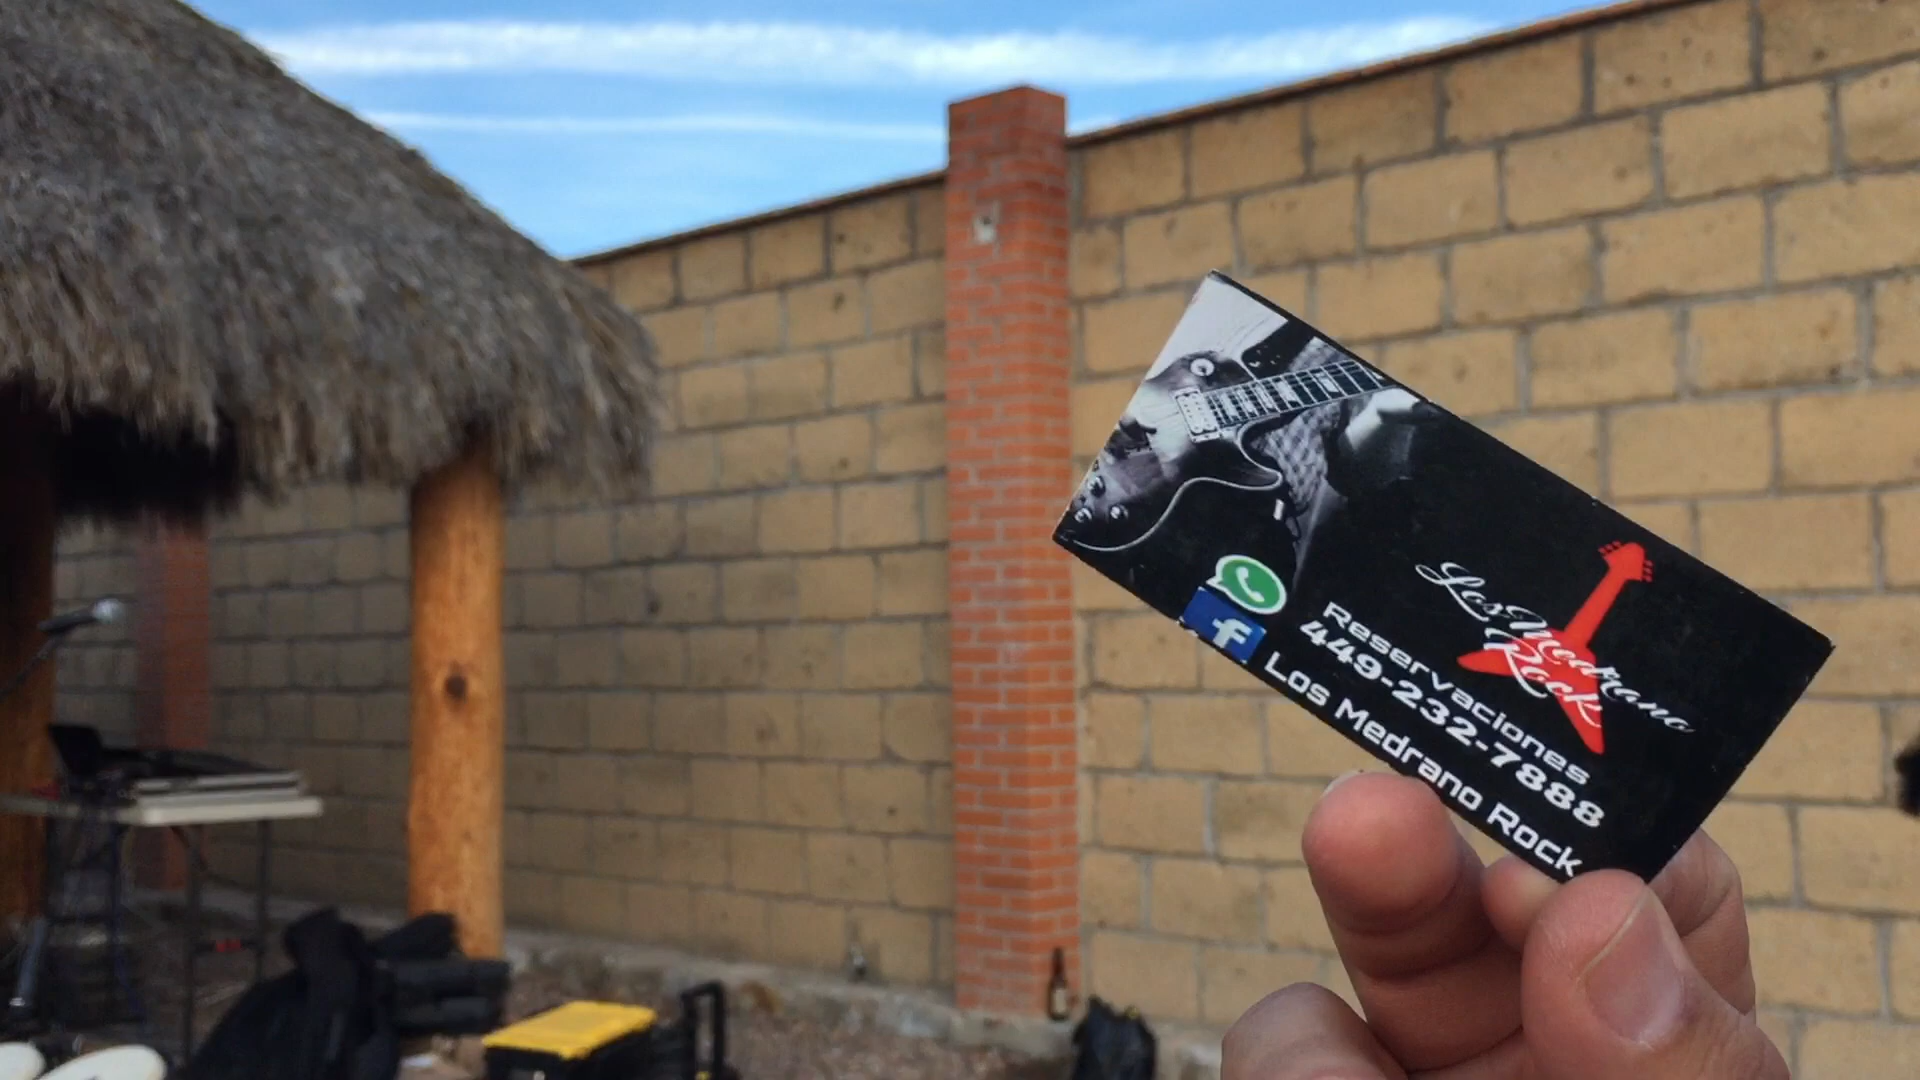 Los Medrano
Rock
Reservaciones
449-232-7888
f
Los Medrano Rock